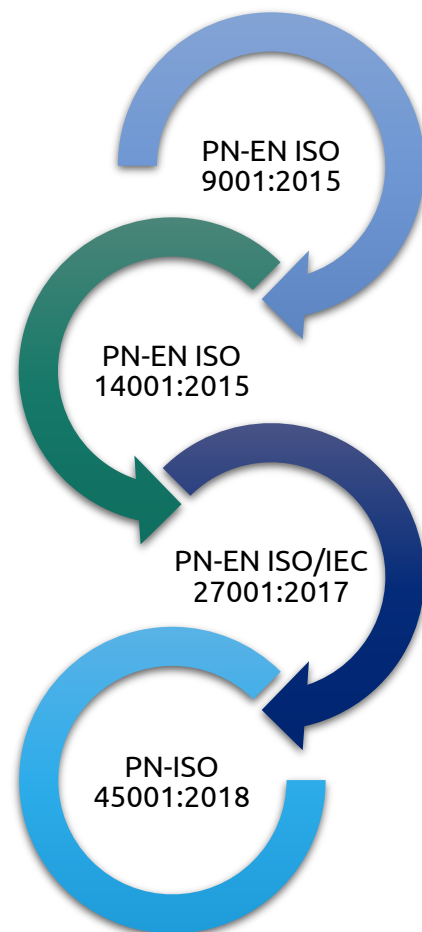 PN-EN ISO
9001:2015
PN-EN ISO
14001:2015
PN-EN ISO/IEC
27001:2017
PN-ISO
45001:2018